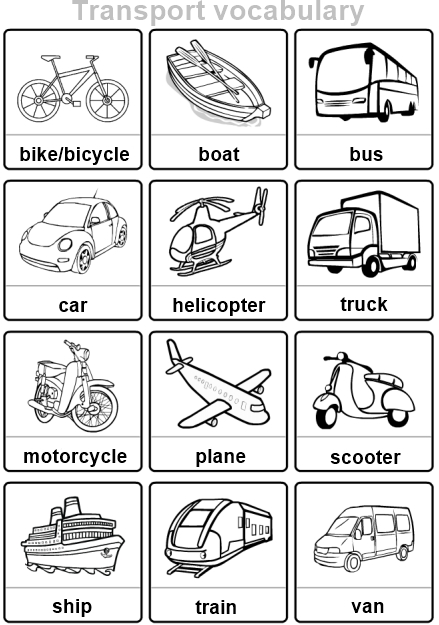 Transport vocabulary
bike/bicycle
boat
bus
car
helicopter
truck
motorcycle
plane
scooter
ship
train
van